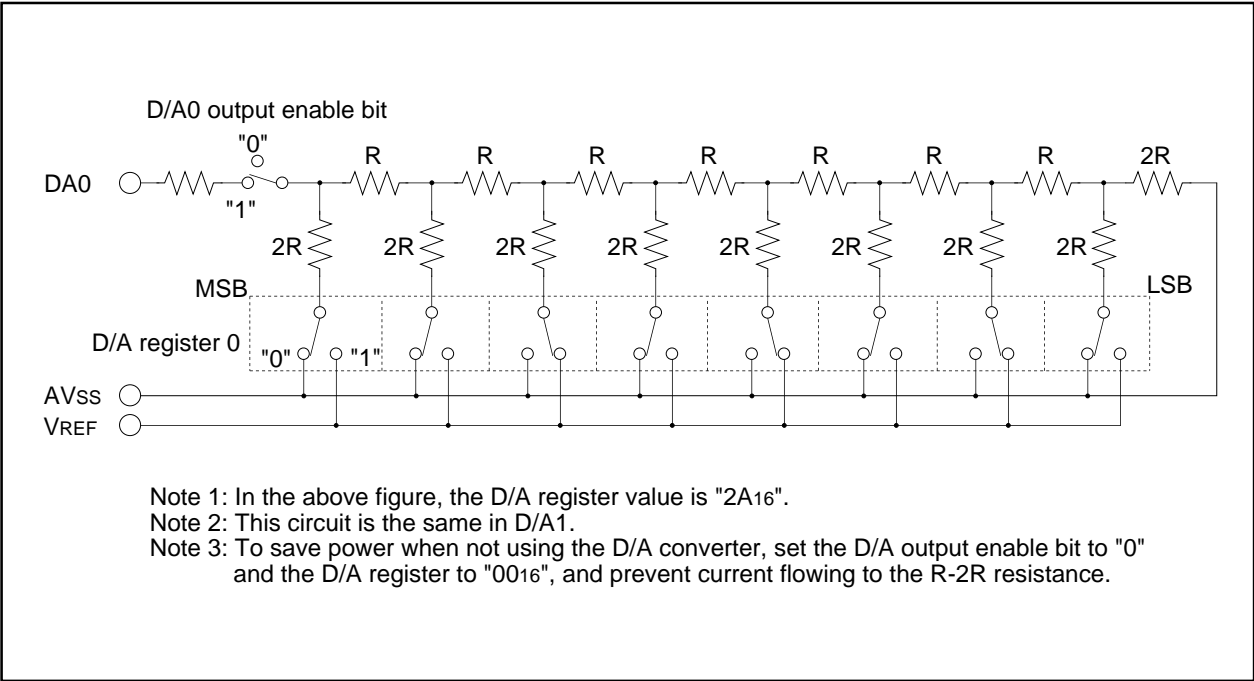 D/A0 output enable bit
"0"
R R R R R R R 2R
DA0
"1"
2R 2R 2R 2R 2R 2R 2R 2R
MSB
LSB
D/A register 0
"0" "1"
AVSS
VREF
Note 1: In the above figure, the D/A register value is "2A16".
Note 2: This circuit is the same in D/A1.
Note 3: To save power when not using the D/A converter, set the D/A output enable bit to "0"
and the D/A register to "0016", and prevent current flowing to the R-2R resistance.